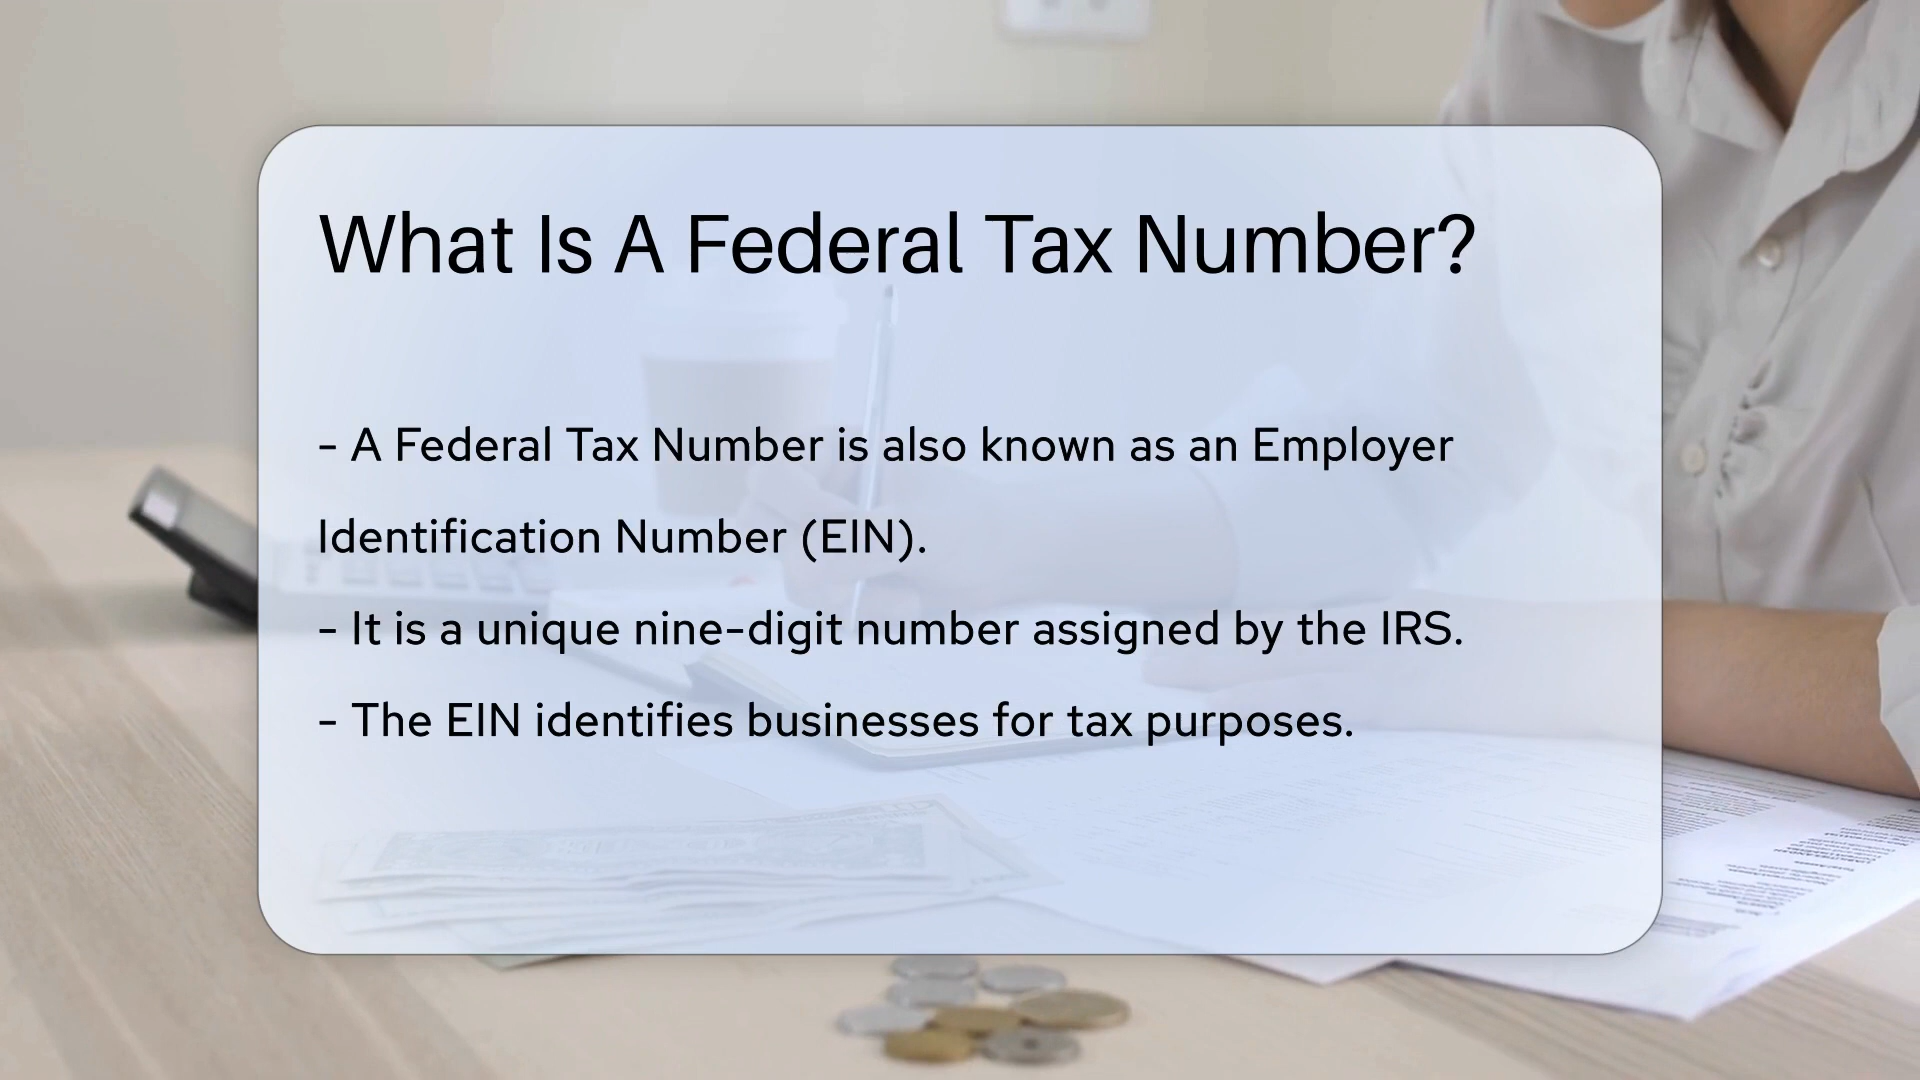 What Is A Federal Tax Number?
- A Federal Tax Number is also known as an Employer
Identification Number (EIN).
- It is a unique nine-digit number assigned by the IRS.
- The EIN identifies businesses for tax purposes.